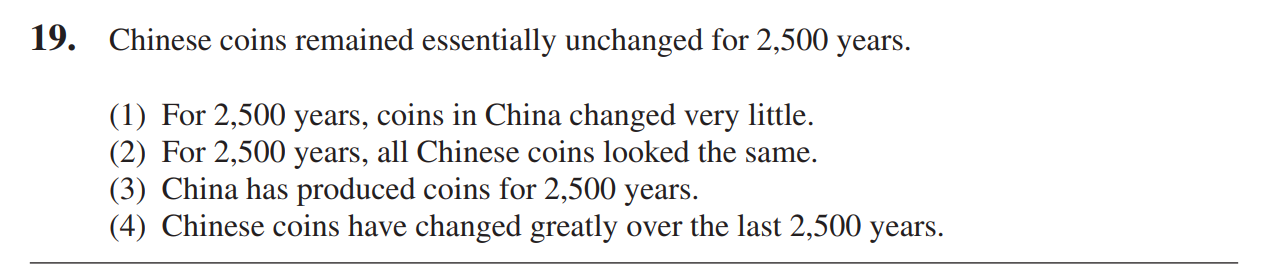 19. Chinese coins remained essentially unchanged for 2,500 years.
(1) For 2,500 years, coins in China changed very little.
(2) For 2,500 years, all Chinese coins looked the same.
(3) China has produced coins for 2,500 years.
(4) Chinese coins have changed greatly over the last 2,500 years.